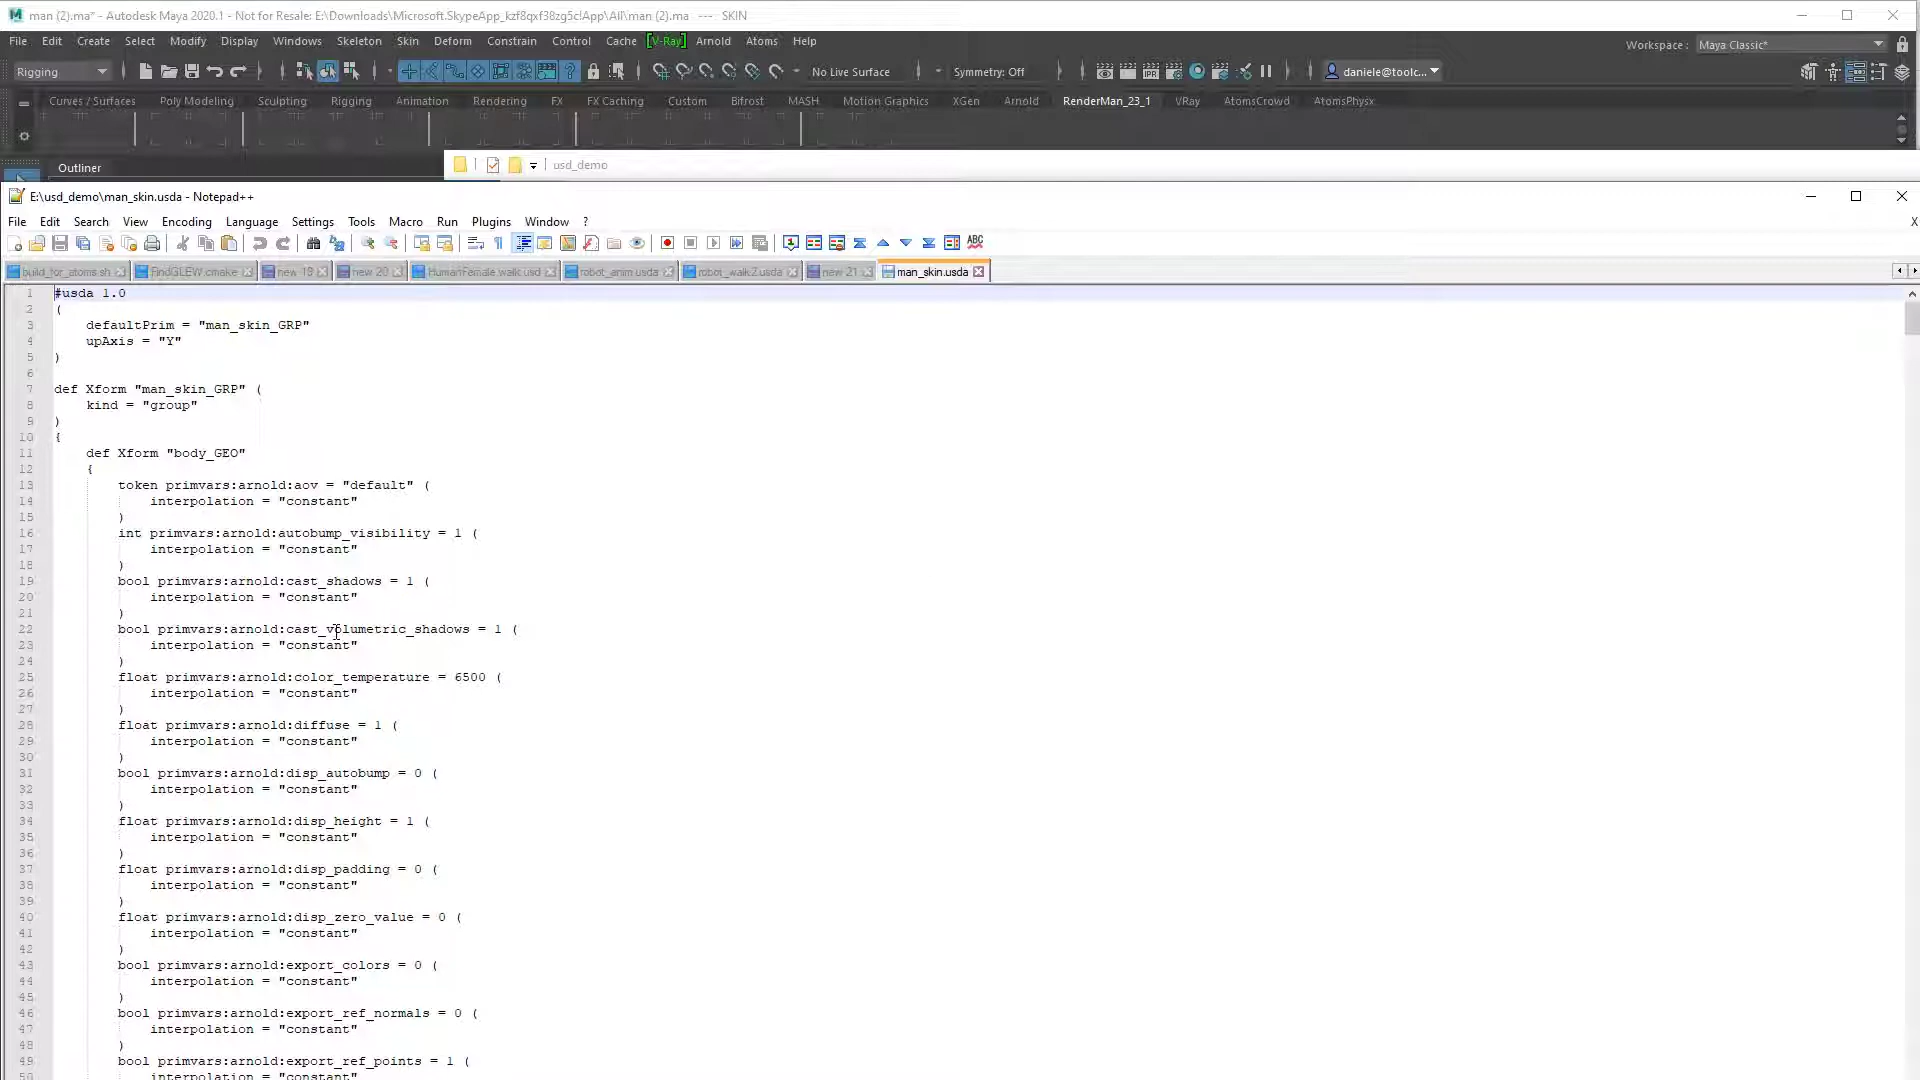 man (2).ma* - Autodesk Maya 2020.1 - Not for Resale: E:\Downloads\Microsoft.SkypeApp_kzf8qxf38zg5c!App\All\man (2).ma --- SKIN
File Edit Create Select Modify Display Windows Skeleton Skin Deform Constrain Control Cache [V-Ray] Arnold Atoms Help
Workspace : Maya Classic*
Rigging No Live Surface Symmetry: Off daniele@toolc...
Curves / Surfaces Poly Modeling Sculpting Rigging Animation Rendering FX FX Caching Custom Bifrost MASH Motion Graphics XGen Arnold RenderMan_23_1 VRay AtomsCrowd AtomsPhysx
Outliner
usd_demo
E:\usd_demo\man_skin.usda - Notepad++
File Edit Search View Encoding Language Settings Tools Macro Run Plugins Window ? X
build_for_atoms.sh FindGLEW.cmake new 19 new 20 HumanFemale.walk.usd robot_anim.usda robot_walk2.usda new 21 man_skin.usda
1 #usda 1.0
2 (
3 defaultPrim = "man_skin_GRP"
4 upAxis = "Y"
5 )
6
7 def Xform "man_skin_GRP" (
8 kind = "group"
9 )
10 {
11 def Xform "body_GEO"
12 {
13 token primvars:arnold:aov = "default" (
14 interpolation = "constant"
15 )
16 int primvars:arnold:autobump_visibility = 1 (
17 interpolation = "constant"
18 )
19 bool primvars:arnold:cast_shadows = 1 (
20 interpolation = "constant"
21 )
22 bool primvars:arnold:cast_volumetric_shadows = 1 (
23 interpolation = "constant"
24 )
25 float primvars:arnold:color_temperature = 6500 (
26 interpolation = "constant"
27 )
28 float primvars:arnold:diffuse = 1 (
29 interpolation = "constant"
30 )
31 bool primvars:arnold:disp_autobump = 0 (
32 interpolation = "constant"
33 )
34 float primvars:arnold:disp_height = 1 (
35 interpolation = "constant"
36 )
37 float primvars:arnold:disp_padding = 0 (
38 interpolation = "constant"
39 )
40 float primvars:arnold:disp_zero_value = 0 (
41 interpolation = "constant"
42 )
43 bool primvars:arnold:export_colors = 0 (
44 interpolation = "constant"
45 )
46 bool primvars:arnold:export_ref_normals = 0 (
47 interpolation = "constant"
48 )
49 bool primvars:arnold:export_ref_points = 1 (
50 interpolation = "constant"